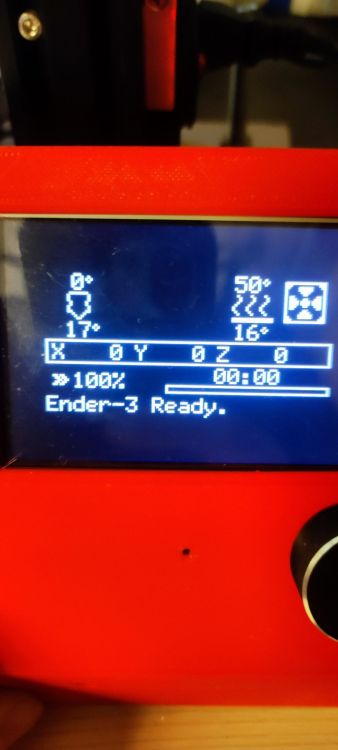 0° 50°
17° 16°
X 0 Y 0 Z 0
»100% 00:00
Ender-3 Ready.